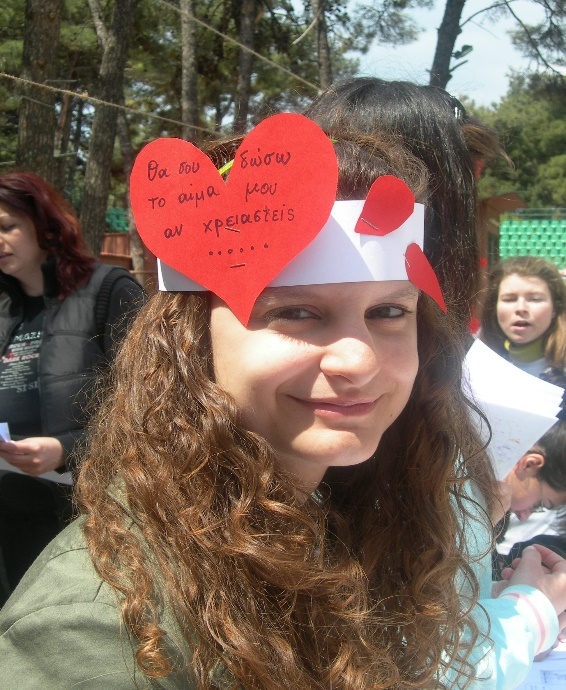 Θα σου δώσω
το αίμα μου
αν χρειαστείς
......